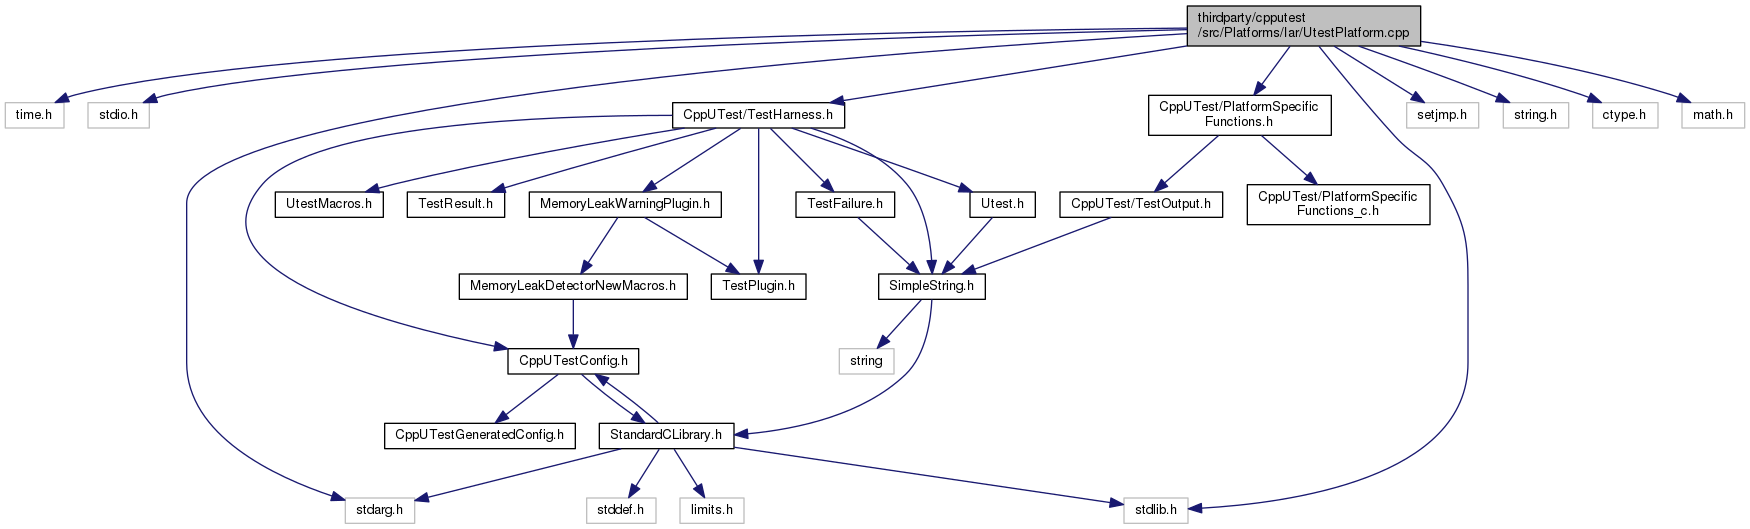 thirdparty/cpputest
/src/Platforms/Iar/UtestPlatform.cpp
time.h
stdio.h
CppUTest/TestHarness.h
CppUTest/PlatformSpecific
Functions.h
setjmp.h
string.h
ctype.h
math.h
UtestMacros.h
TestResult.h
MemoryLeakWarningPlugin.h
TestFailure.h
Utest.h
CppUTest/TestOutput.h
CppUTest/PlatformSpecific
Functions_c.h
MemoryLeakDetectorNewMacros.h
TestPlugin.h
SimpleString.h
CppUTestConfig.h
string
CppUTestGeneratedConfig.h
StandardCLibrary.h
stdarg.h
stddef.h
limits.h
stdlib.h